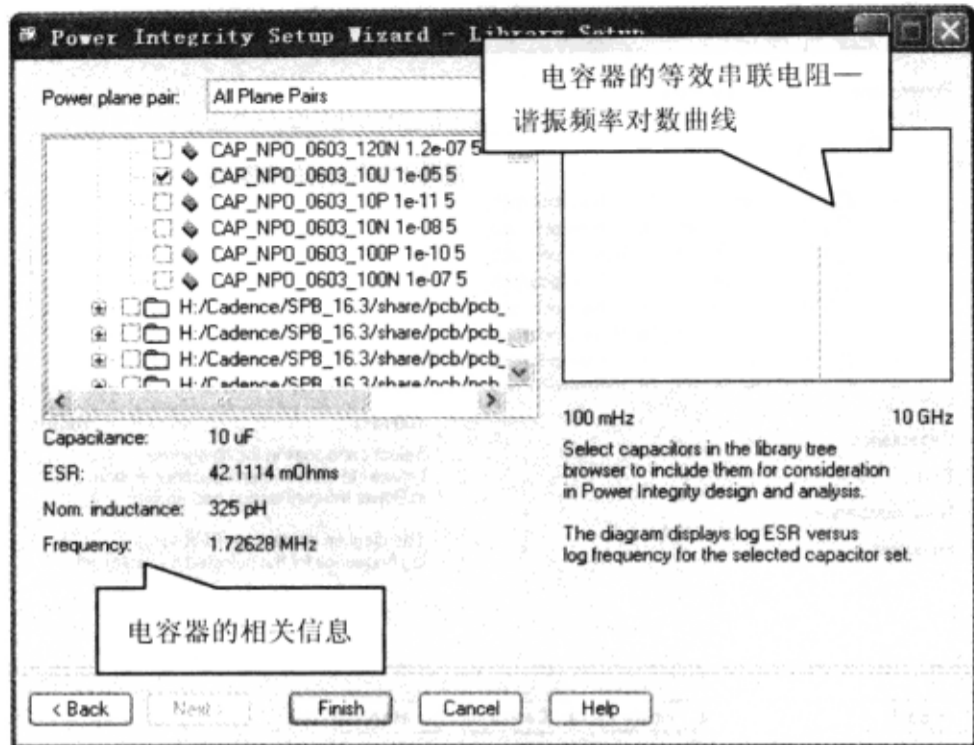 Power Integrity Setup Wizard - Library Setup
电容器的等效串联电阻—
谐振频率对数曲线
Power plane pair:
All Plane Pairs
CAP_NPO_0603_120N 1.2e-07 5
CAP_NPO_0603_10U 1e-05 5
CAP_NPO_0603_10P 1e-11 5
CAP_NPO_0603_10N 1e-08 5
CAP_NPO_0603_100P 1e-10 5
CAP_NPO_0603_100N 1e-07 5
H:/Cadence/SPB_16.3/share/pcb/pcb_
H:/Cadence/SPB_16.3/share/pcb/pcb_
H:/Cadence/SPB_16.3/share/pcb/pcb_
H:/Cadence/SPB_16.3/share/pcb/pcb
Capacitance: 10 uF
ESR: 42.1114 mOhms
Nom. inductance: 325 pH
Frequency: 1.72628 MHz
电容器的相关信息
100 mHz
10 GHz
Select capacitors in the library tree
browser to include them for consideration
in Power Integrity design and analysis.
The diagram displays log ESR versus
log frequency for the selected capacitor set.
< Back
Next
Finish
Cancel
Help